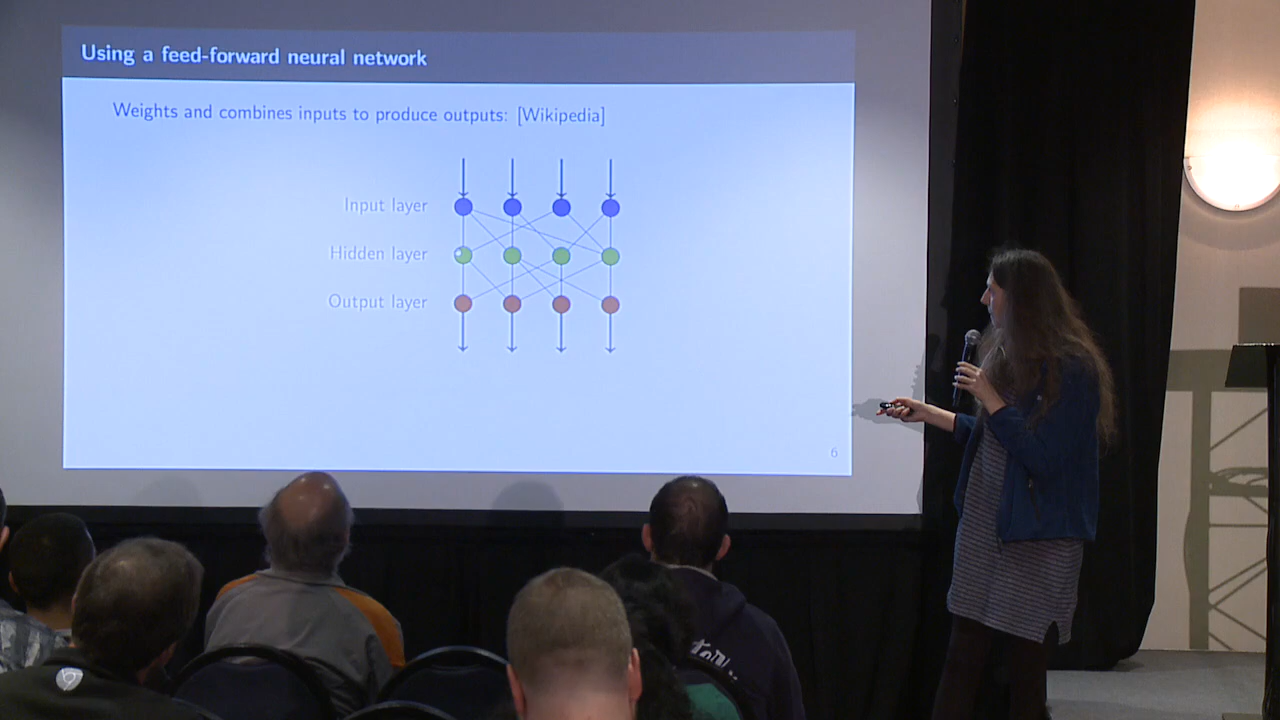 Using a feed-forward neural network
Weights and combines inputs to produce outputs: [Wikipedia]
Input layer
Hidden layer
Output layer
6